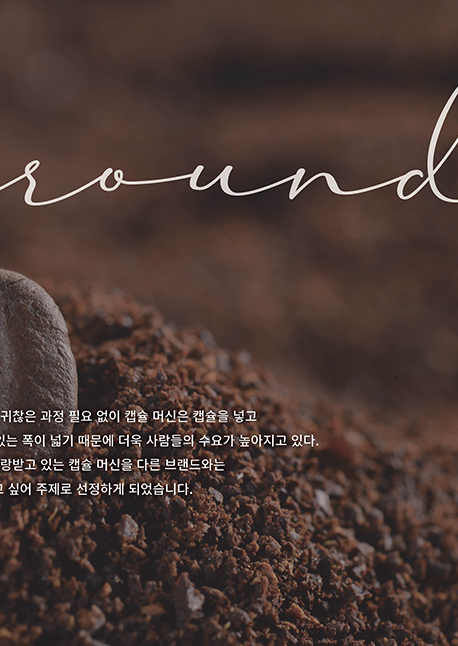 round
귀찮은 과정 필요 없이 캡슐 머신은 캡슐을 넣고
있는 폭이 넓기 때문에 더욱 사람들의 수요가 높아지고 있다.
랑받고 있는 캡슐 머신을 다른 브랜드와는
고 싶어 주제로 선정하게 되었습니다.